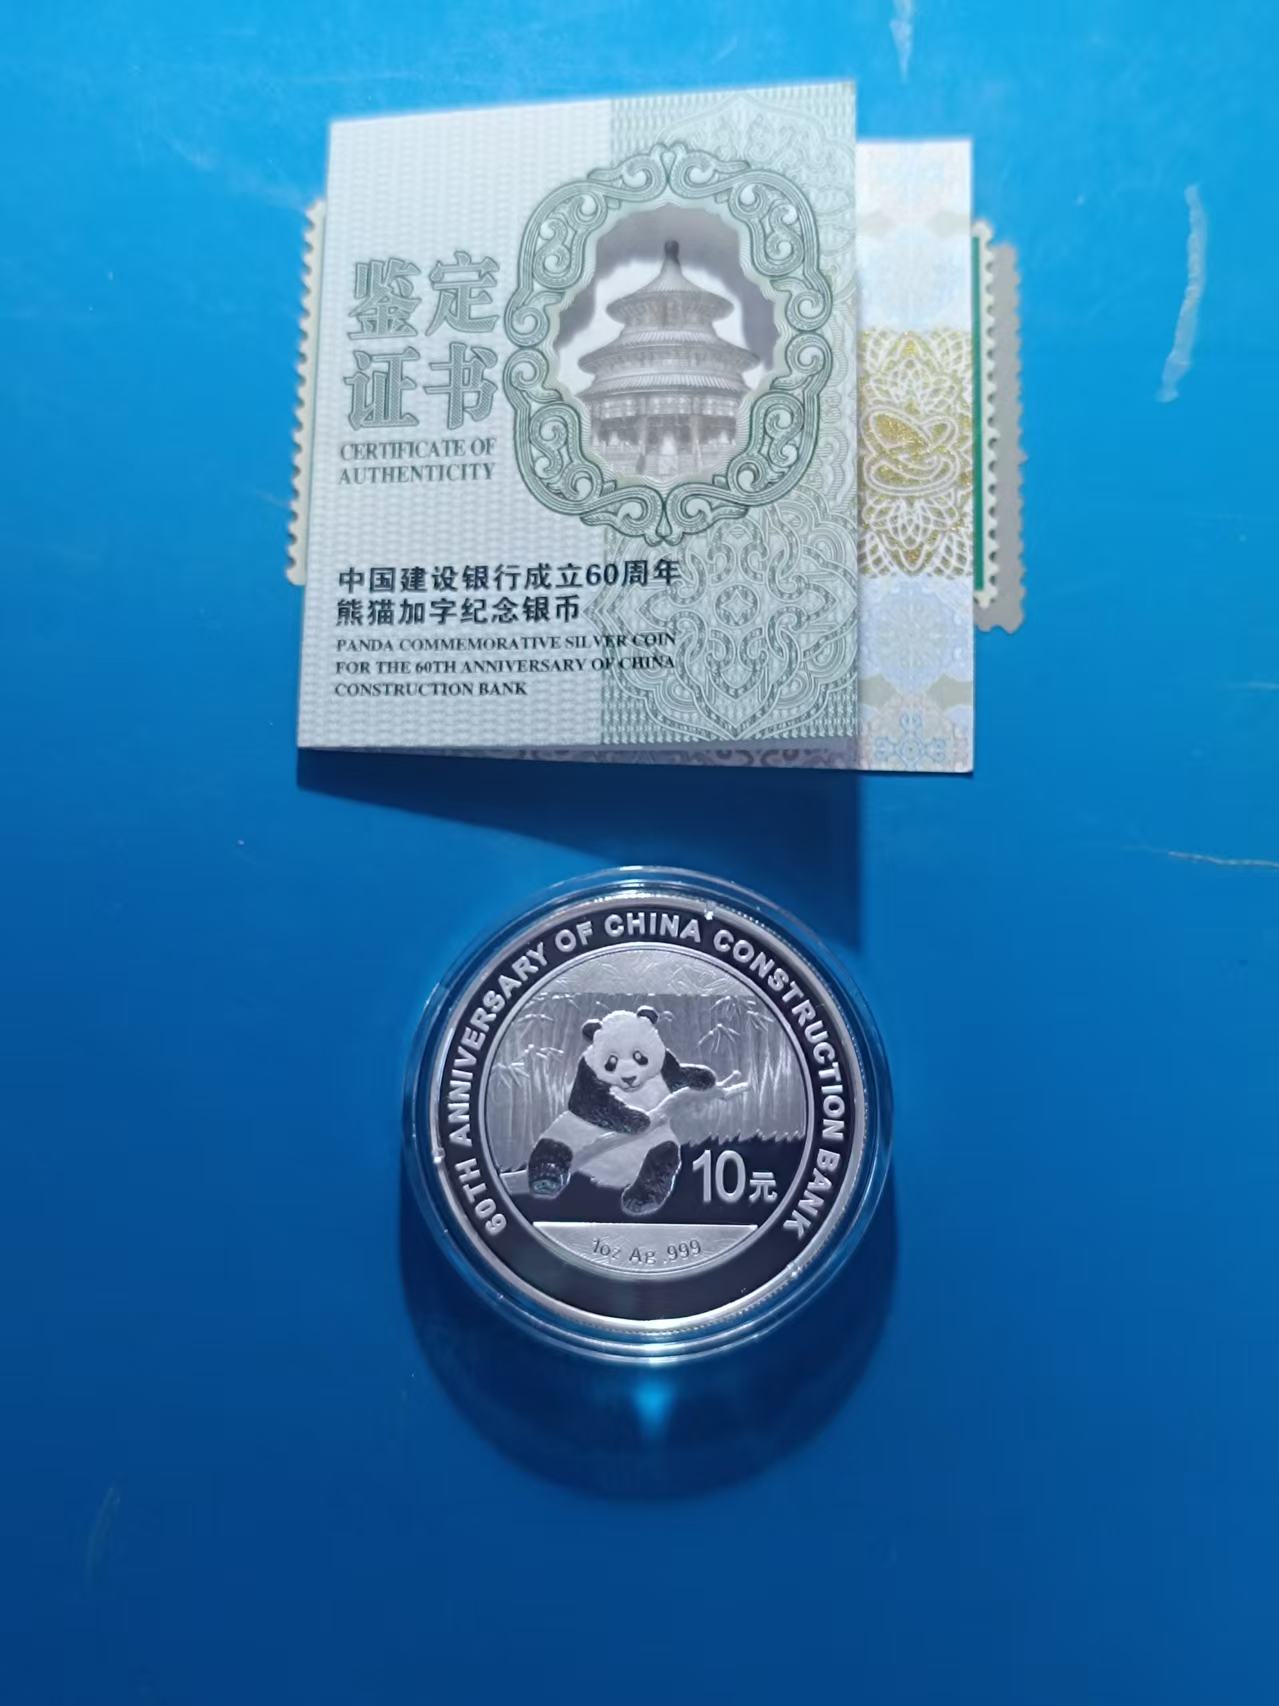 鉴定
证书
CERTIFICATE OF
AUTHENTICITY
中国建设银行成立60周年
熊猫加字纪念银币
PANDA COMMEMORATIVE SILVER COIN
FOR THE 60TH ANNIVERSARY OF CHINA
CONSTRUCTION BANK
60TH ANNIVERSARY OF CHINA CONSTRUCTION BANK
10元
1oz Ag .999